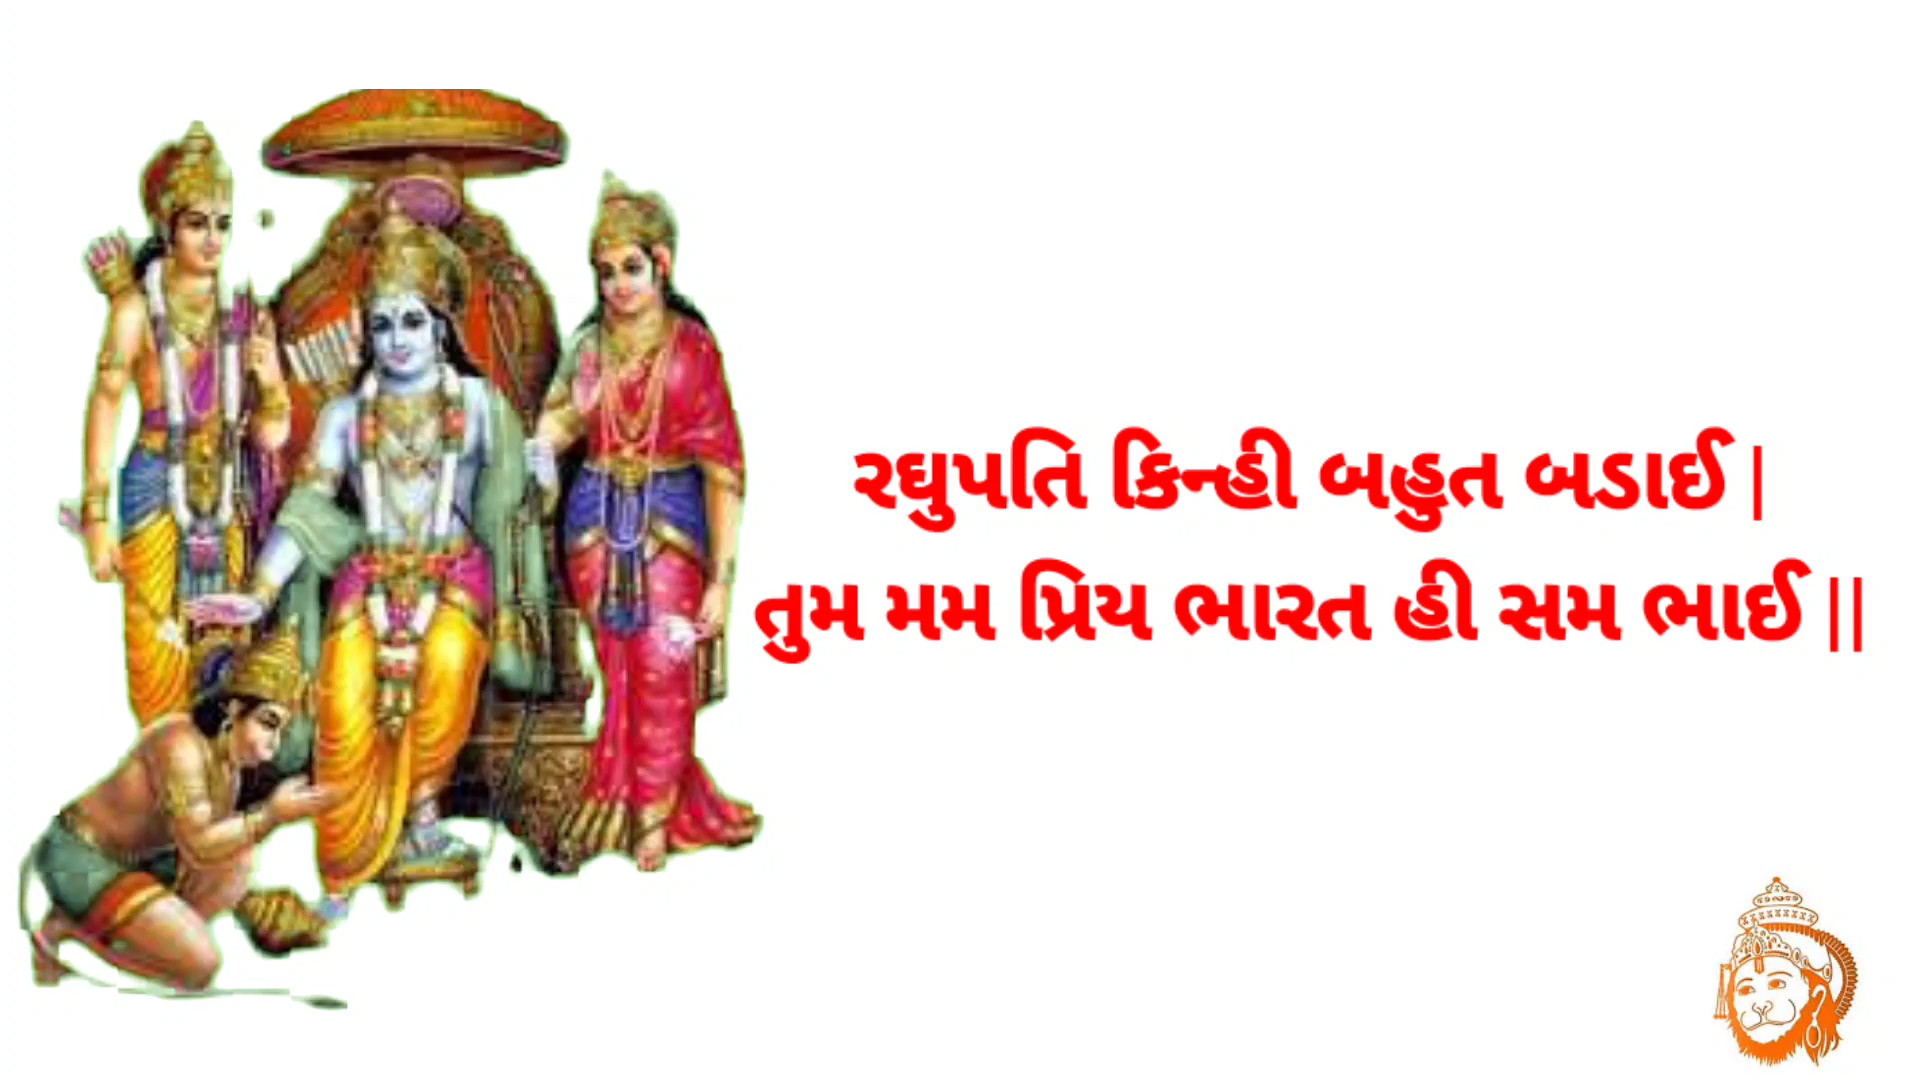 રઘુપતિ કિન્હી બહુત બડાઈ |
તુમ મમ પ્રિય ભારત હી સમ ભાઈ ||